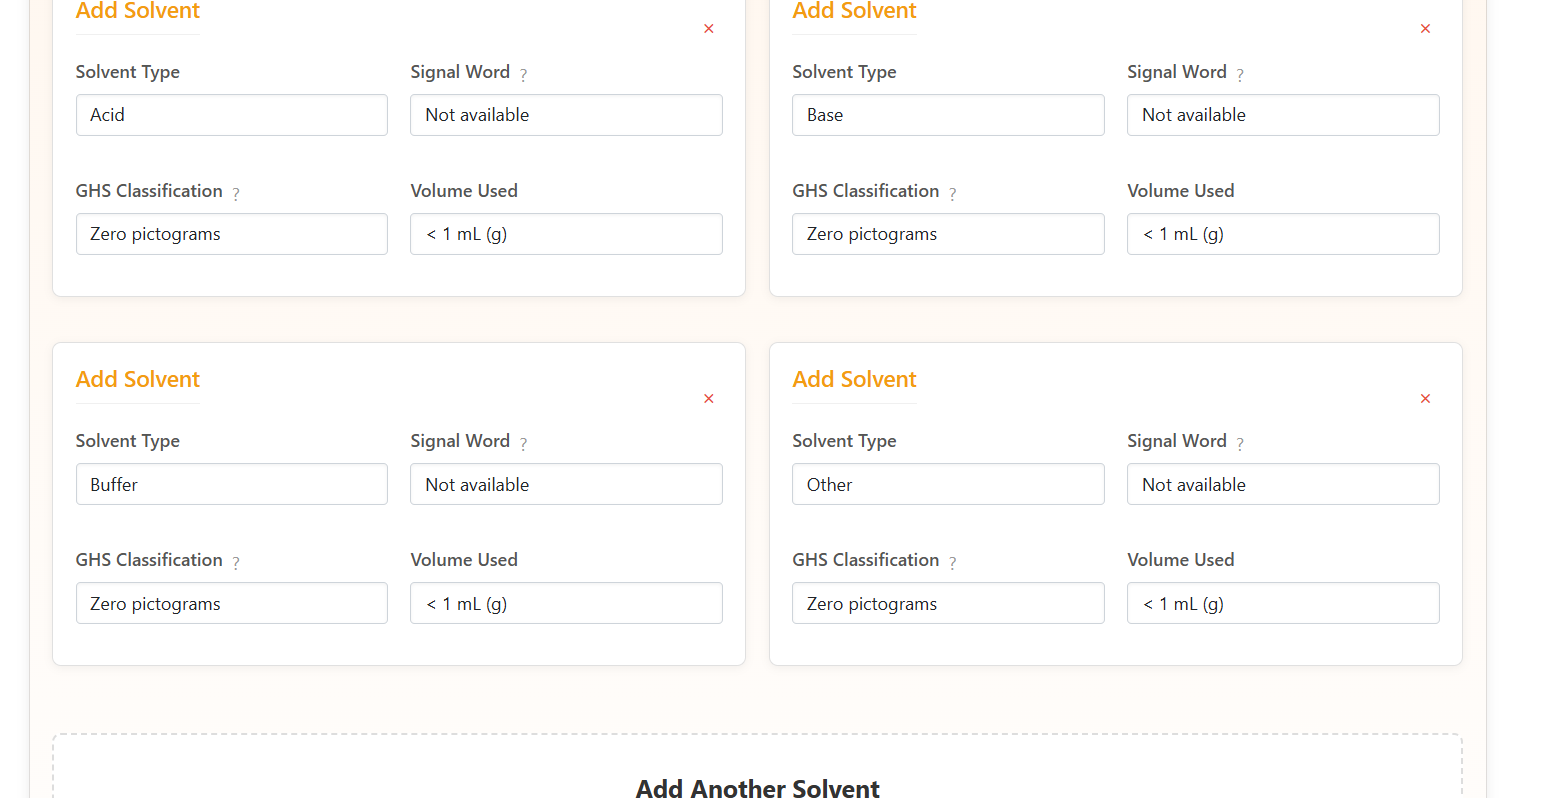 Add Solvent
×
Solvent Type
Signal Word ?
Acid
Not available
GHS Classification ?
Volume Used
Zero pictograms
< 1 mL (g)
Add Solvent
×
Solvent Type
Signal Word ?
Base
Not available
GHS Classification ?
Volume Used
Zero pictograms
< 1 mL (g)
Add Solvent
×
Solvent Type
Signal Word ?
Buffer
Not available
GHS Classification ?
Volume Used
Zero pictograms
< 1 mL (g)
Add Solvent
×
Solvent Type
Signal Word ?
Other
Not available
GHS Classification ?
Volume Used
Zero pictograms
< 1 mL (g)
Add Another Solvent